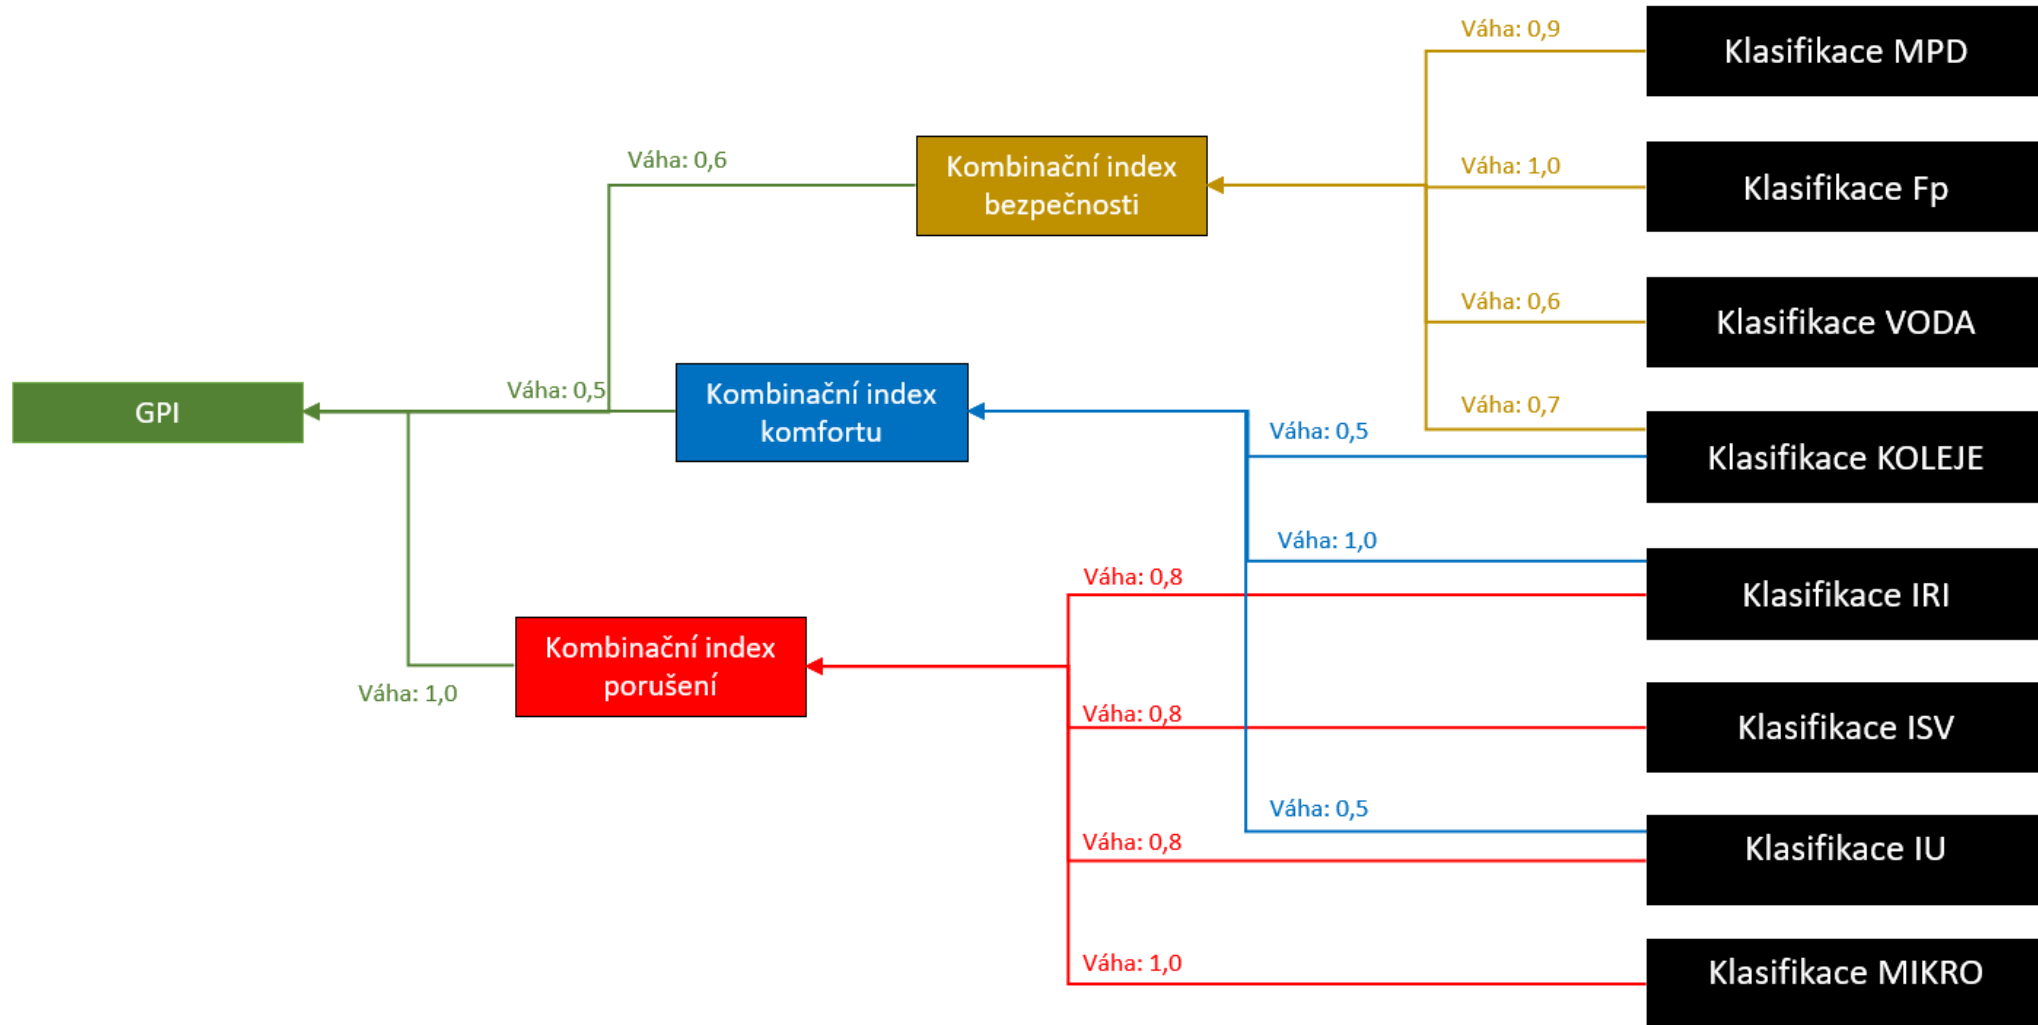 Váha: 0,9
Klasifikace MPD
Váha: 0,6
Kombinační index
bezpečnosti
Váha: 1,0
Klasifikace Fp
Váha: 0,6
Klasifikace VODA
GPI
Váha: 0,5
Kombinační index
komfortu
Váha: 0,7
Váha: 0,5
Klasifikace KOLEJE
Váha: 1,0
Váha: 0,8
Klasifikace IRI
Kombinační index
porušení
Váha: 1,0
Váha: 0,8
Klasifikace ISV
Váha: 0,5
Váha: 0,8
Klasifikace IU
Váha: 1,0
Klasifikace MIKRO